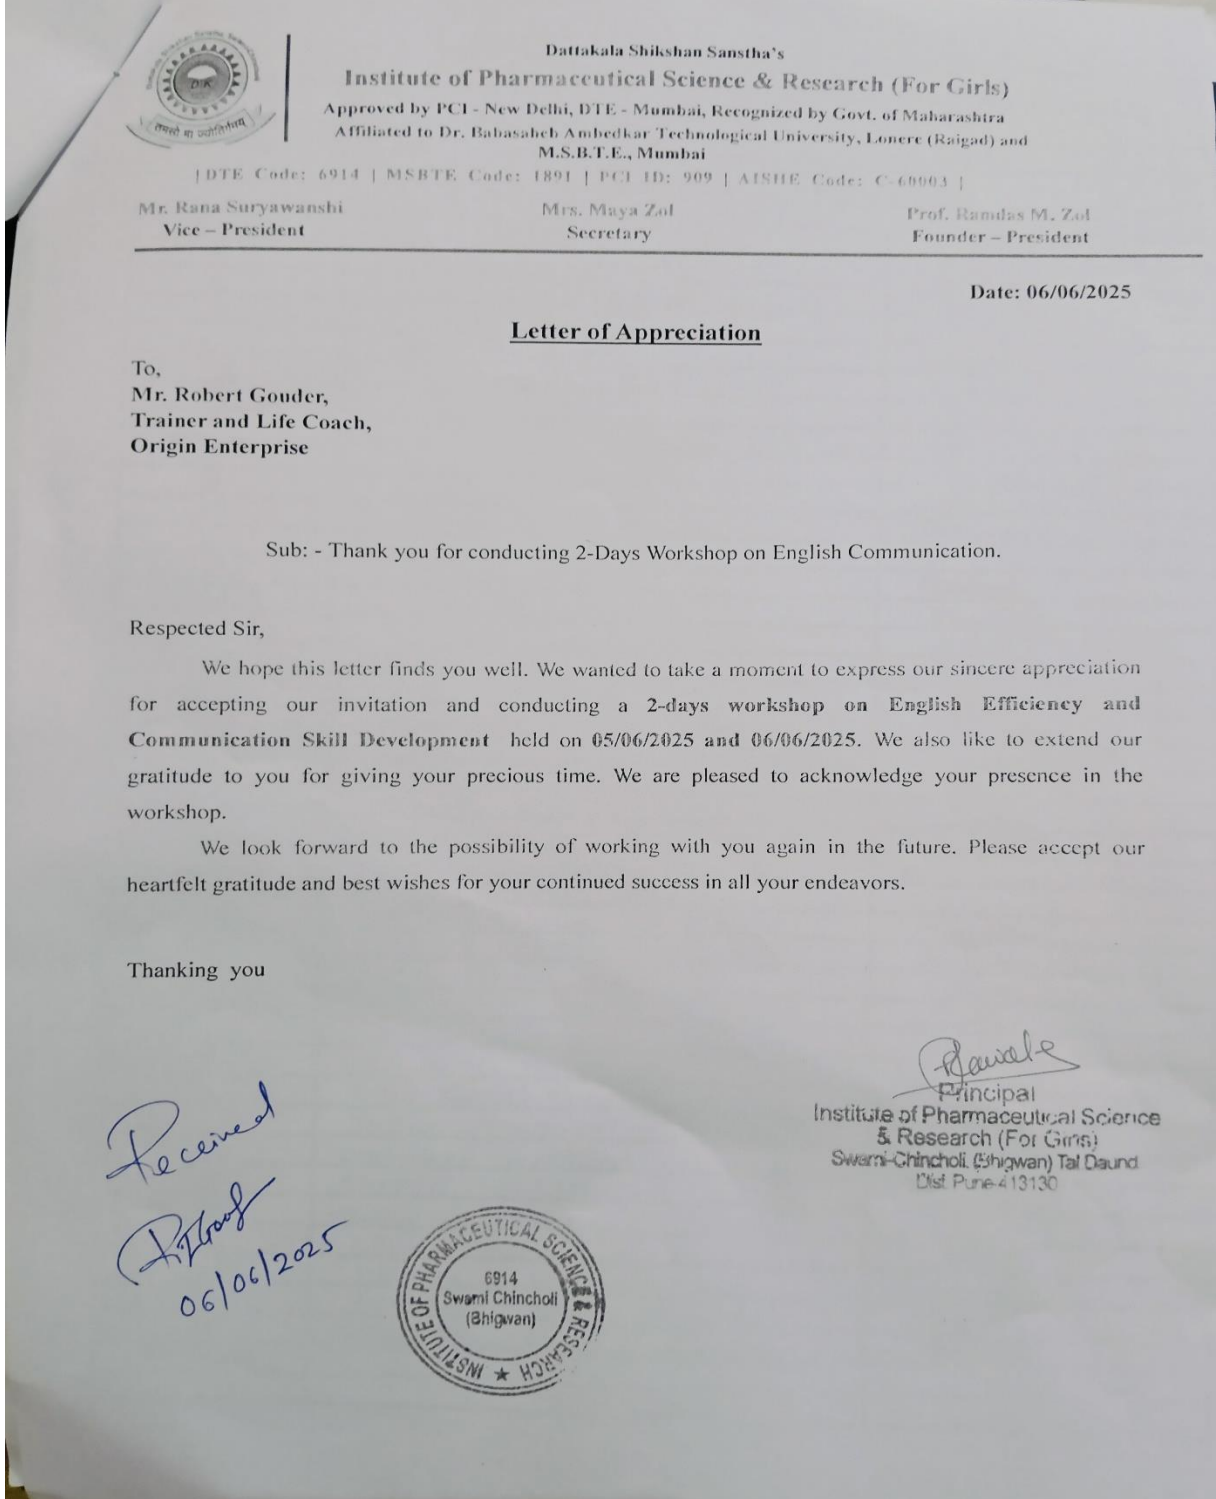 तमसो मा ज्योतिर्गमय
Dattakala Shikshan Sanstha's
Institute of Pharmaceutical Science & Research (For Girls)
Approved by PCI - New Delhi, DTE - Mumbai, Recognized by Govt. of Maharashtra
Affiliated to Dr. Babasaheb Ambedkar Technological University, Lonere (Raigad) and
M.S.B.T.E., Mumbai
|DTE Code: 6914 | MSBTE Code: 1891 | PCI ID: 909 | AISHE Code: C-60003 |
Mr. Rana Suryawanshi Mrs. Maya Zol Prof. Ramdas M. Zol
Vice – President Secretary Founder – President
Date: 06/06/2025
Letter of Appreciation
To,
Mr. Robert Gouder,
Trainer and Life Coach,
Origin Enterprise
Sub: - Thank you for conducting 2-Days Workshop on English Communication.
Respected Sir,
We hope this letter finds you well. We wanted to take a moment to express our sincere appreciation
for accepting our invitation and conducting a 2-days workshop on English Efficiency and
Communication Skill Development held on 05/06/2025 and 06/06/2025. We also like to extend our
gratitude to you for giving your precious time. We are pleased to acknowledge your presence in the
workshop.
We look forward to the possibility of working with you again in the future. Please accept our
heartfelt gratitude and best wishes for your continued success in all your endeavors.
Thanking you
Principal
Institute of Pharmaceutical Science
& Research (For Girls)
Swami-Chincholi (Bhigwan) Tal Daund
Dist. Pune-413130
Received
06/06/2025
INSTITUTE OF PHARMACEUTICAL SCIENCE & RESEARCH ★
6914
Swami Chincholi
(Bhigwan)